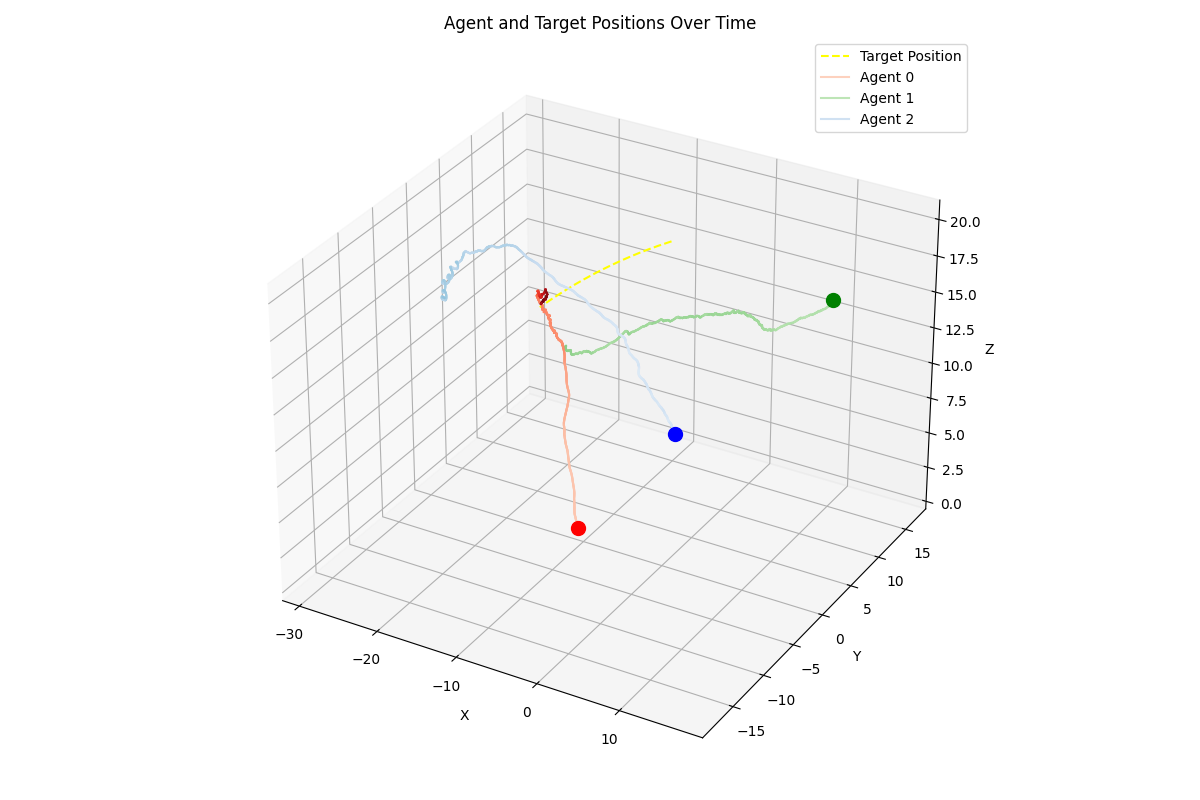 Agent and Target Positions Over Time
Target Position
Agent 0
Agent 1
Agent 2
20.0
17.5
15.0
12.5
10.0
7.5
5.0
2.5
0.0
Z
15
10
5
0
−5
−10
−15
Y
−30
−20
−10
0
10
X